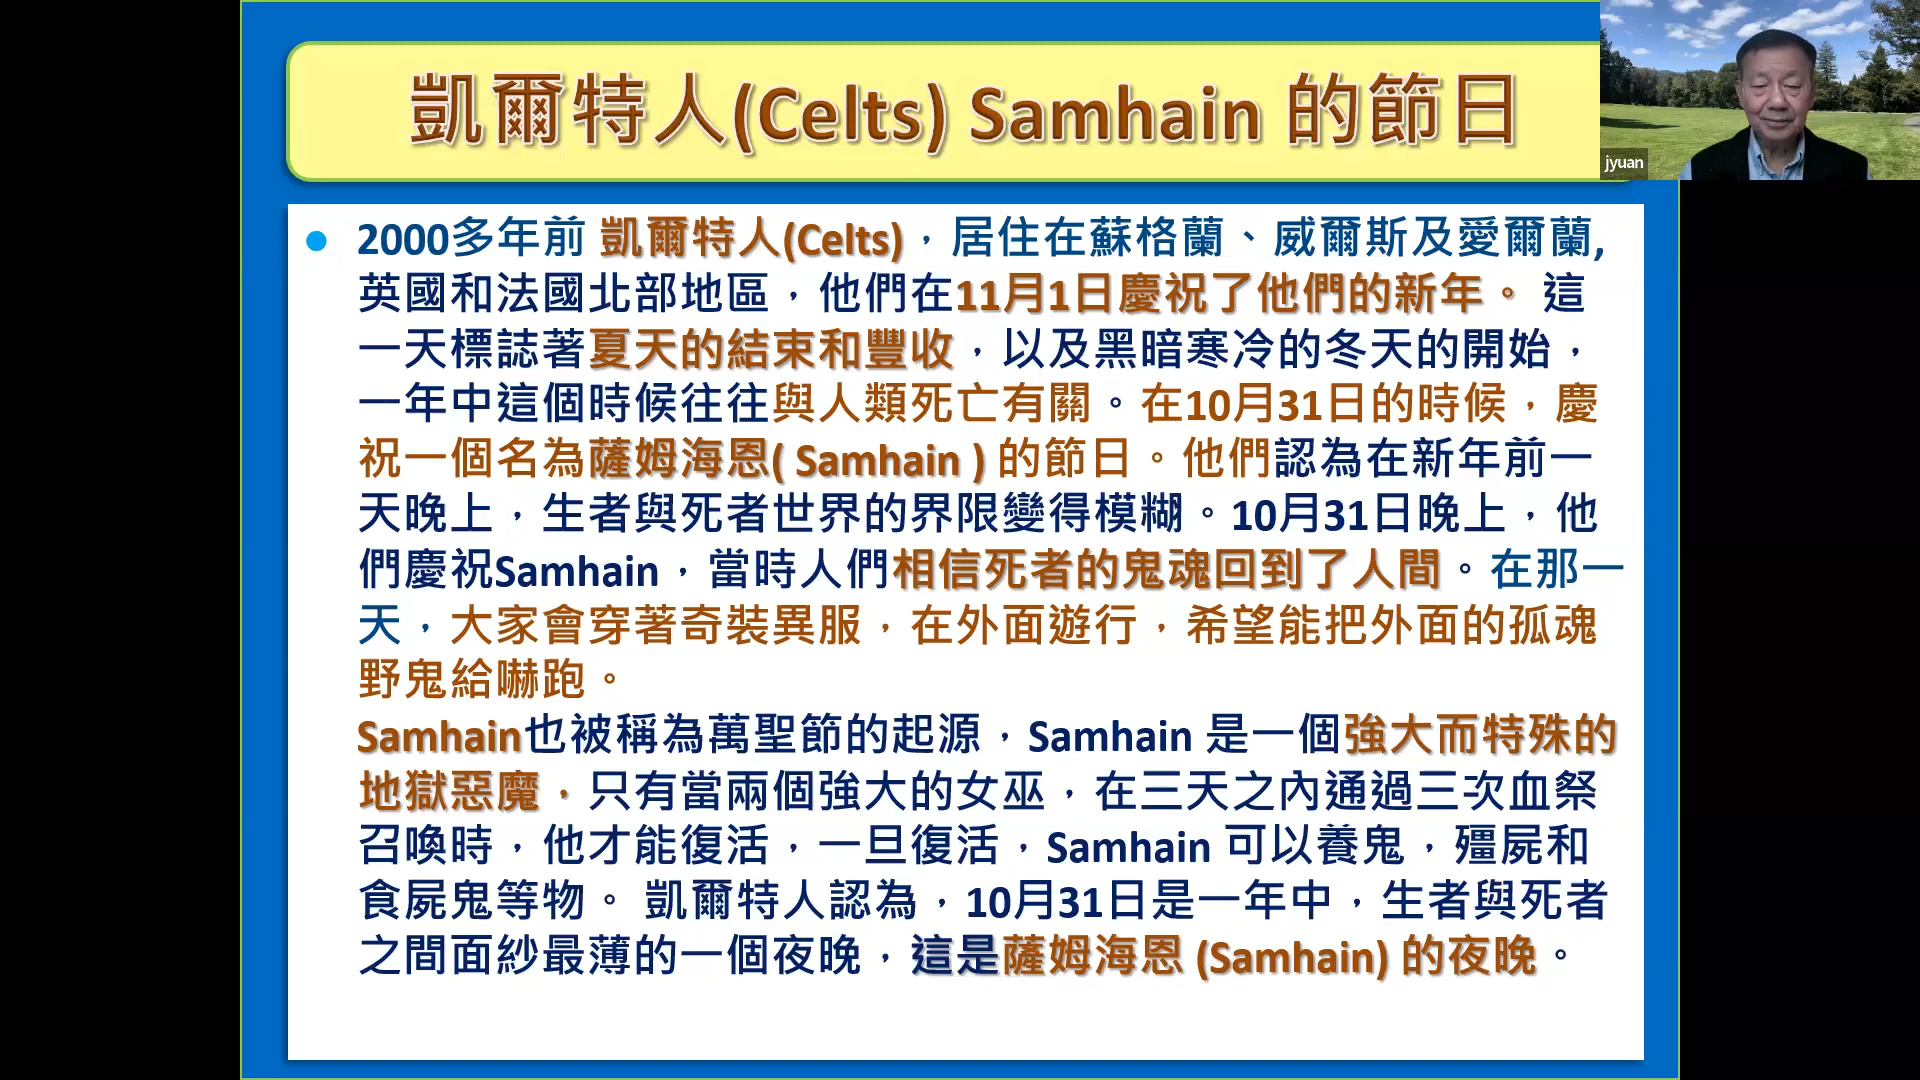 凱爾特人(Celts) Samhain 的節日
jyuan
● 2000多年前 凱爾特人(Celts)，居住在蘇格蘭、威爾斯及愛爾蘭,
英國和法國北部地區，他們在11月1日慶祝了他們的新年。 這
一天標誌著夏天的結束和豐收，以及黑暗寒冷的冬天的開始，
一年中這個時候往往與人類死亡有關。在10月31日的時候，慶
祝一個名為薩姆海恩( Samhain ) 的節日。他們認為在新年前一
天晚上，生者與死者世界的界限變得模糊。10月31日晚上，他
們慶祝Samhain，當時人們相信死者的鬼魂回到了人間。在那一
天，大家會穿著奇裝異服，在外面遊行，希望能把外面的孤魂
野鬼給嚇跑。
Samhain也被稱為萬聖節的起源，Samhain 是一個強大而特殊的
地獄惡魔，只有當兩個強大的女巫，在三天之內通過三次血祭
召喚時，他才能復活，一旦復活，Samhain 可以養鬼，殭屍和
食屍鬼等物。 凱爾特人認為，10月31日是一年中，生者與死者
之間面紗最薄的一個夜晚，這是薩姆海恩 (Samhain) 的夜晚。